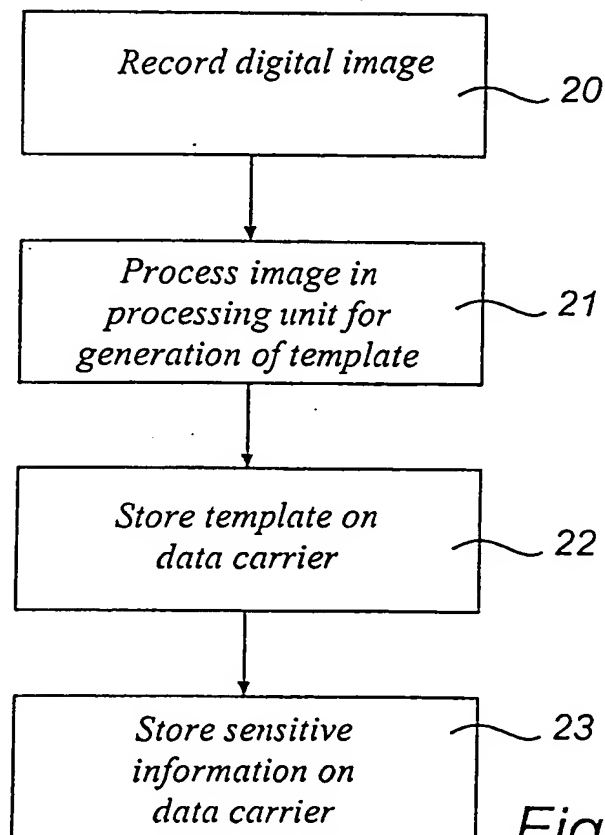 Record digital image
20
Process image in
processing unit for
generation of template
21
Store template on
data carrier
22
Store sensitive
information on
data carrier
23
Fig